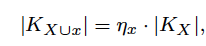 |K_{X∪x}| = η_x · |K_X|,